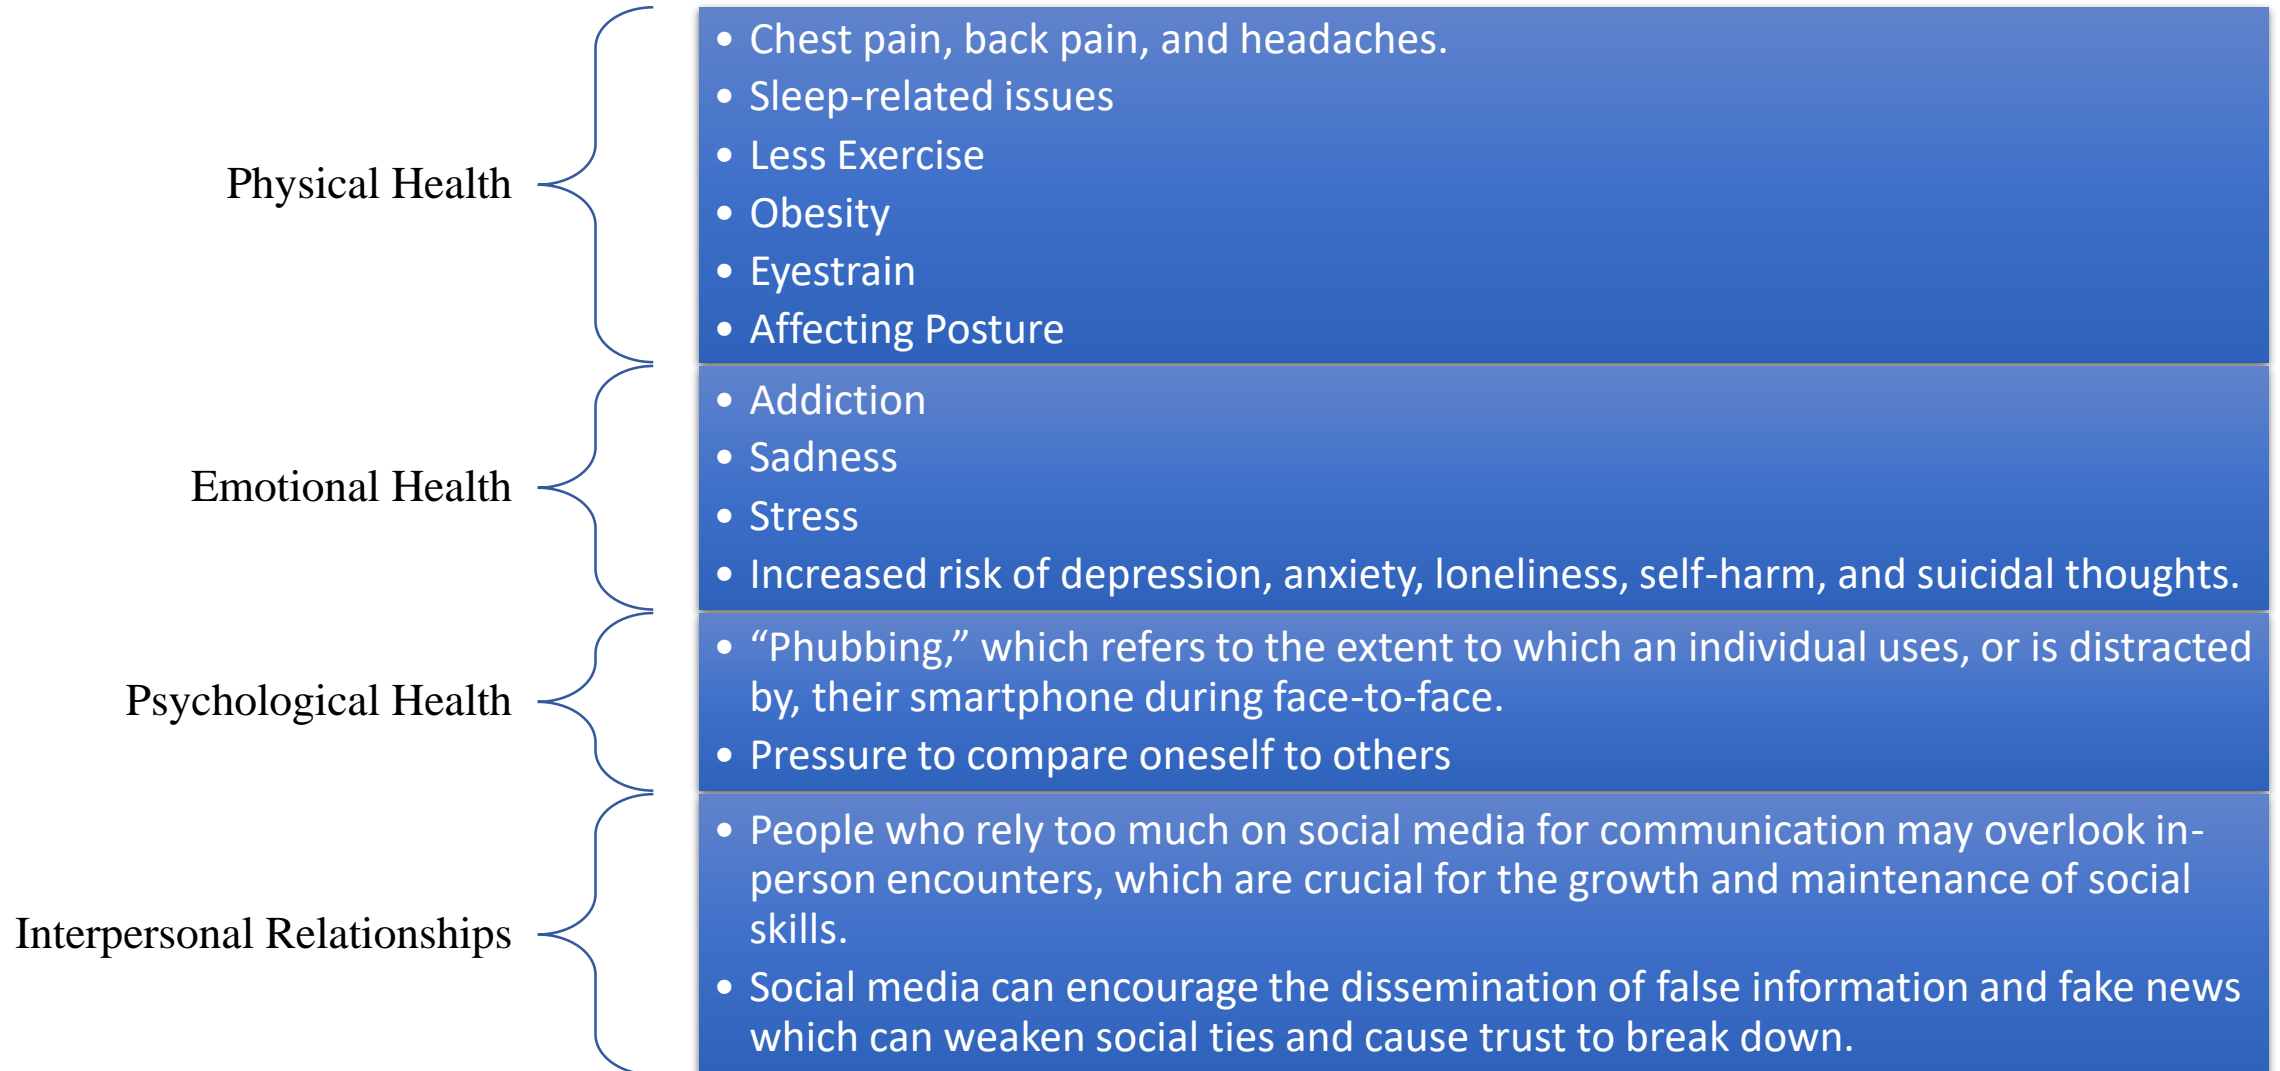 Physical Health
• Chest pain, back pain, and headaches.
• Sleep-related issues
• Less Exercise
• Obesity
• Eyestrain
• Affecting Posture
Emotional Health
• Addiction
• Sadness
• Stress
• Increased risk of depression, anxiety, loneliness, self-harm, and suicidal thoughts.
Psychological Health
• “Phubbing,” which refers to the extent to which an individual uses, or is distracted
by, their smartphone during face-to-face.
• Pressure to compare oneself to others
Interpersonal Relationships
• People who rely too much on social media for communication may overlook in-
person encounters, which are crucial for the growth and maintenance of social
skills.
• Social media can encourage the dissemination of false information and fake news
which can weaken social ties and cause trust to break down.